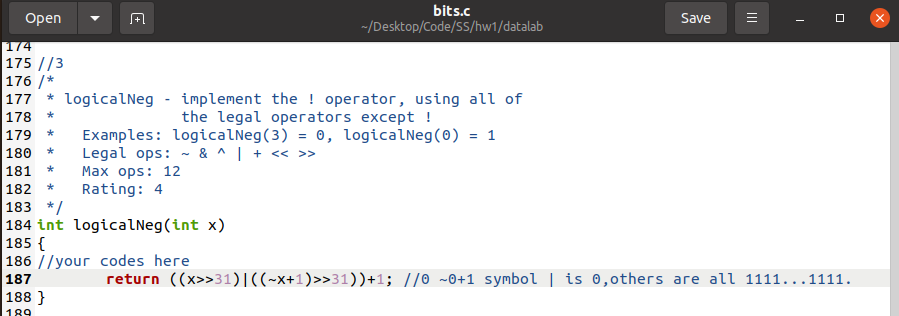 Open
bits.c
~/Desktop/Code/SS/hw1/datalab
Save
174
175 //3
176 /*
177  * logicalNeg - implement the ! operator, using all of
178  *              the legal operators except !
179  *   Examples: logicalNeg(3) = 0, logicalNeg(0) = 1
180  *   Legal ops: ~ & ^ | + << >>
181  *   Max ops: 12
182  *   Rating: 4
183  */
184 int logicalNeg(int x)
185 {
186 //your codes here
187         return ((x>>31)|((~x+1)>>31))+1; //0 ~0+1 symbol | is 0,others are all 1111...1111.
188 }
189